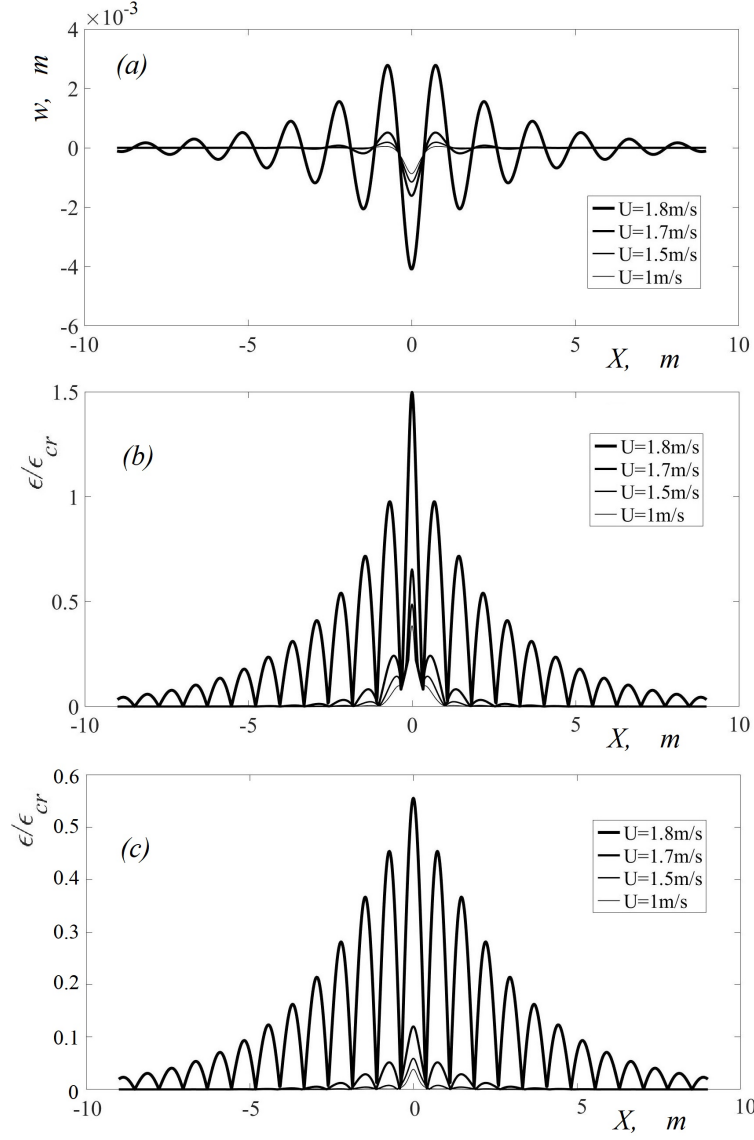 ×10⁻³
4
(a)
w, m
2
0
-2
-4
-6
U=1.8m/s
U=1.7m/s
U=1.5m/s
U=1m/s
-10
-5
0
5
10
X, m
1.5
(b)
ϵ/ϵcr
1
0.5
0
U=1.8m/s
U=1.7m/s
U=1.5m/s
U=1m/s
-10
-5
0
5
10
X, m
0.6
ϵ/ϵcr
0.5
(c)
0.4
0.3
0.2
0.1
0
U=1.8m/s
U=1.7m/s
U=1.5m/s
U=1m/s
-10
-5
0
5
10
X, m